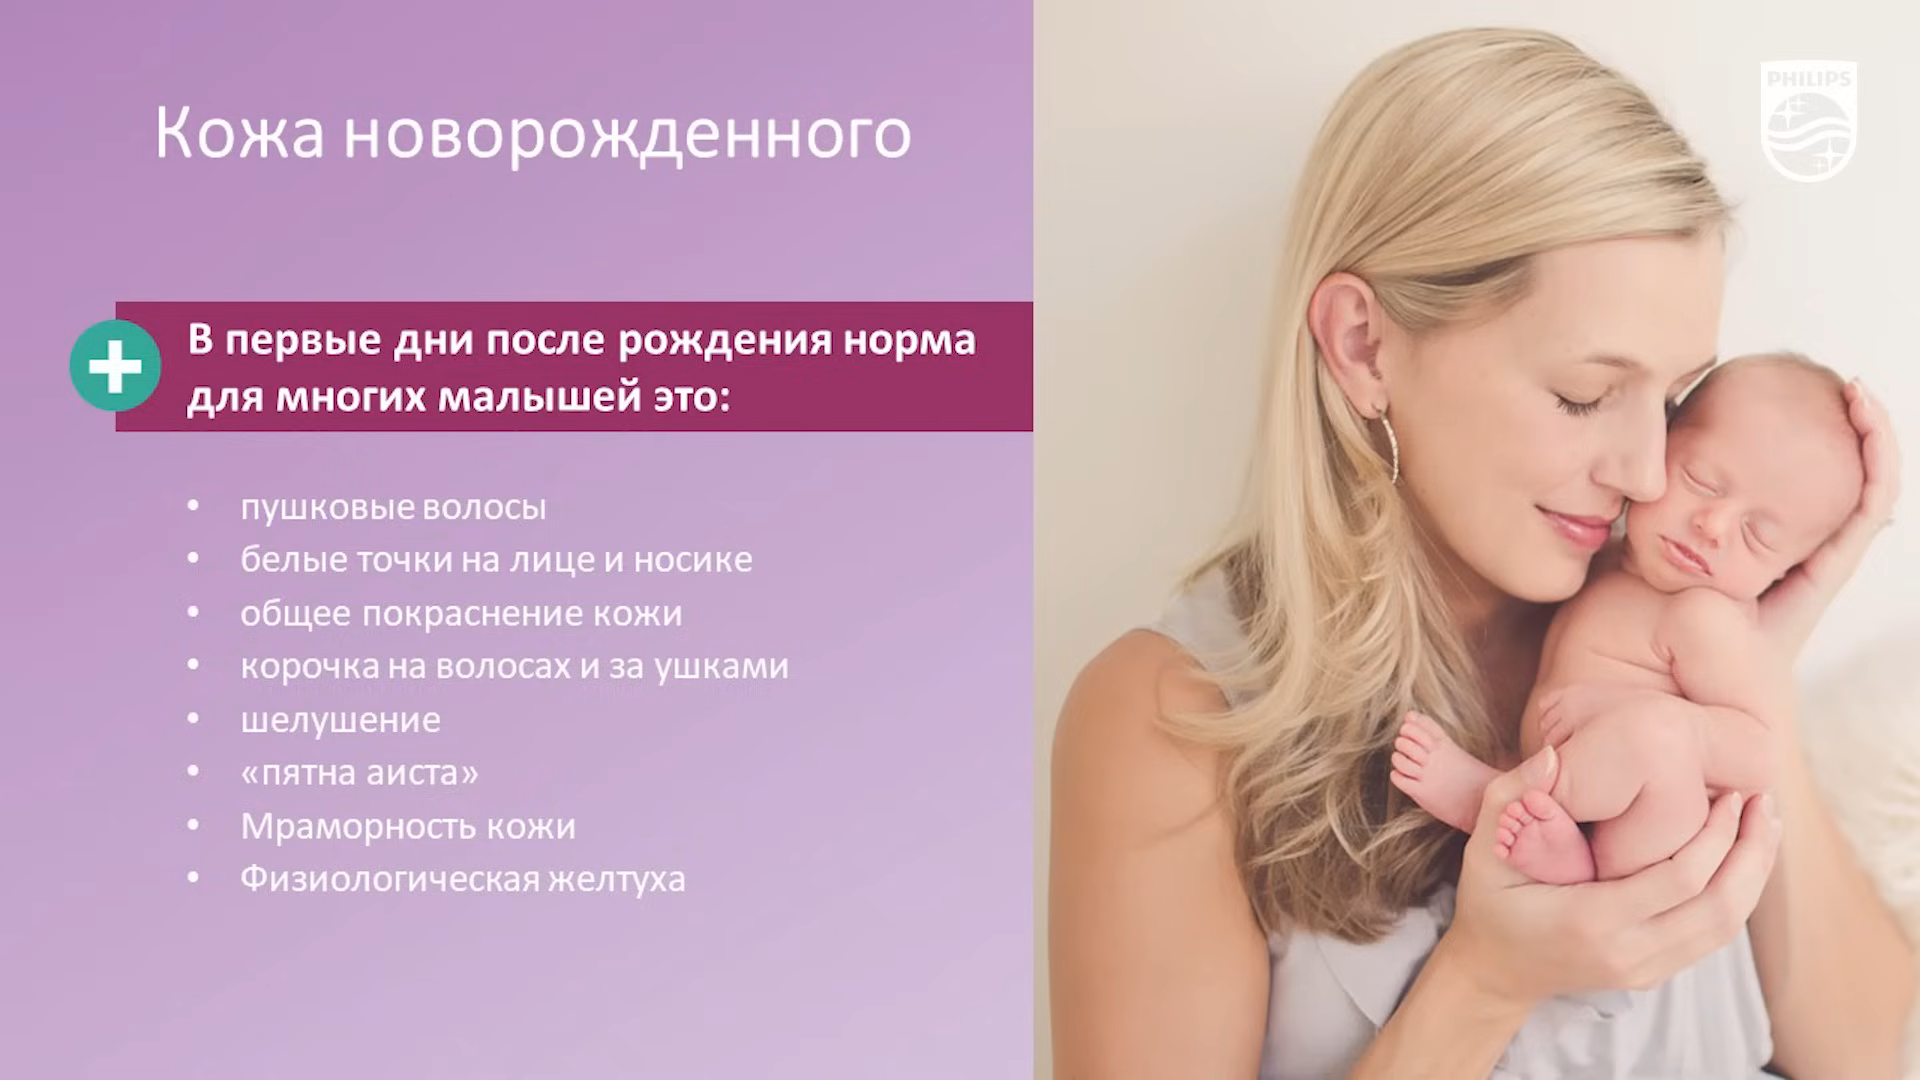 Кожа новорожденного
PHILIPS
В первые дни после рождения норма
для многих малышей это:
• пушковые волосы
• белые точки на лице и носике
• общее покраснение кожи
• корочка на волосах и за ушками
• шелушение
• «пятна аиста»
• Мраморность кожи
• Физиологическая желтуха